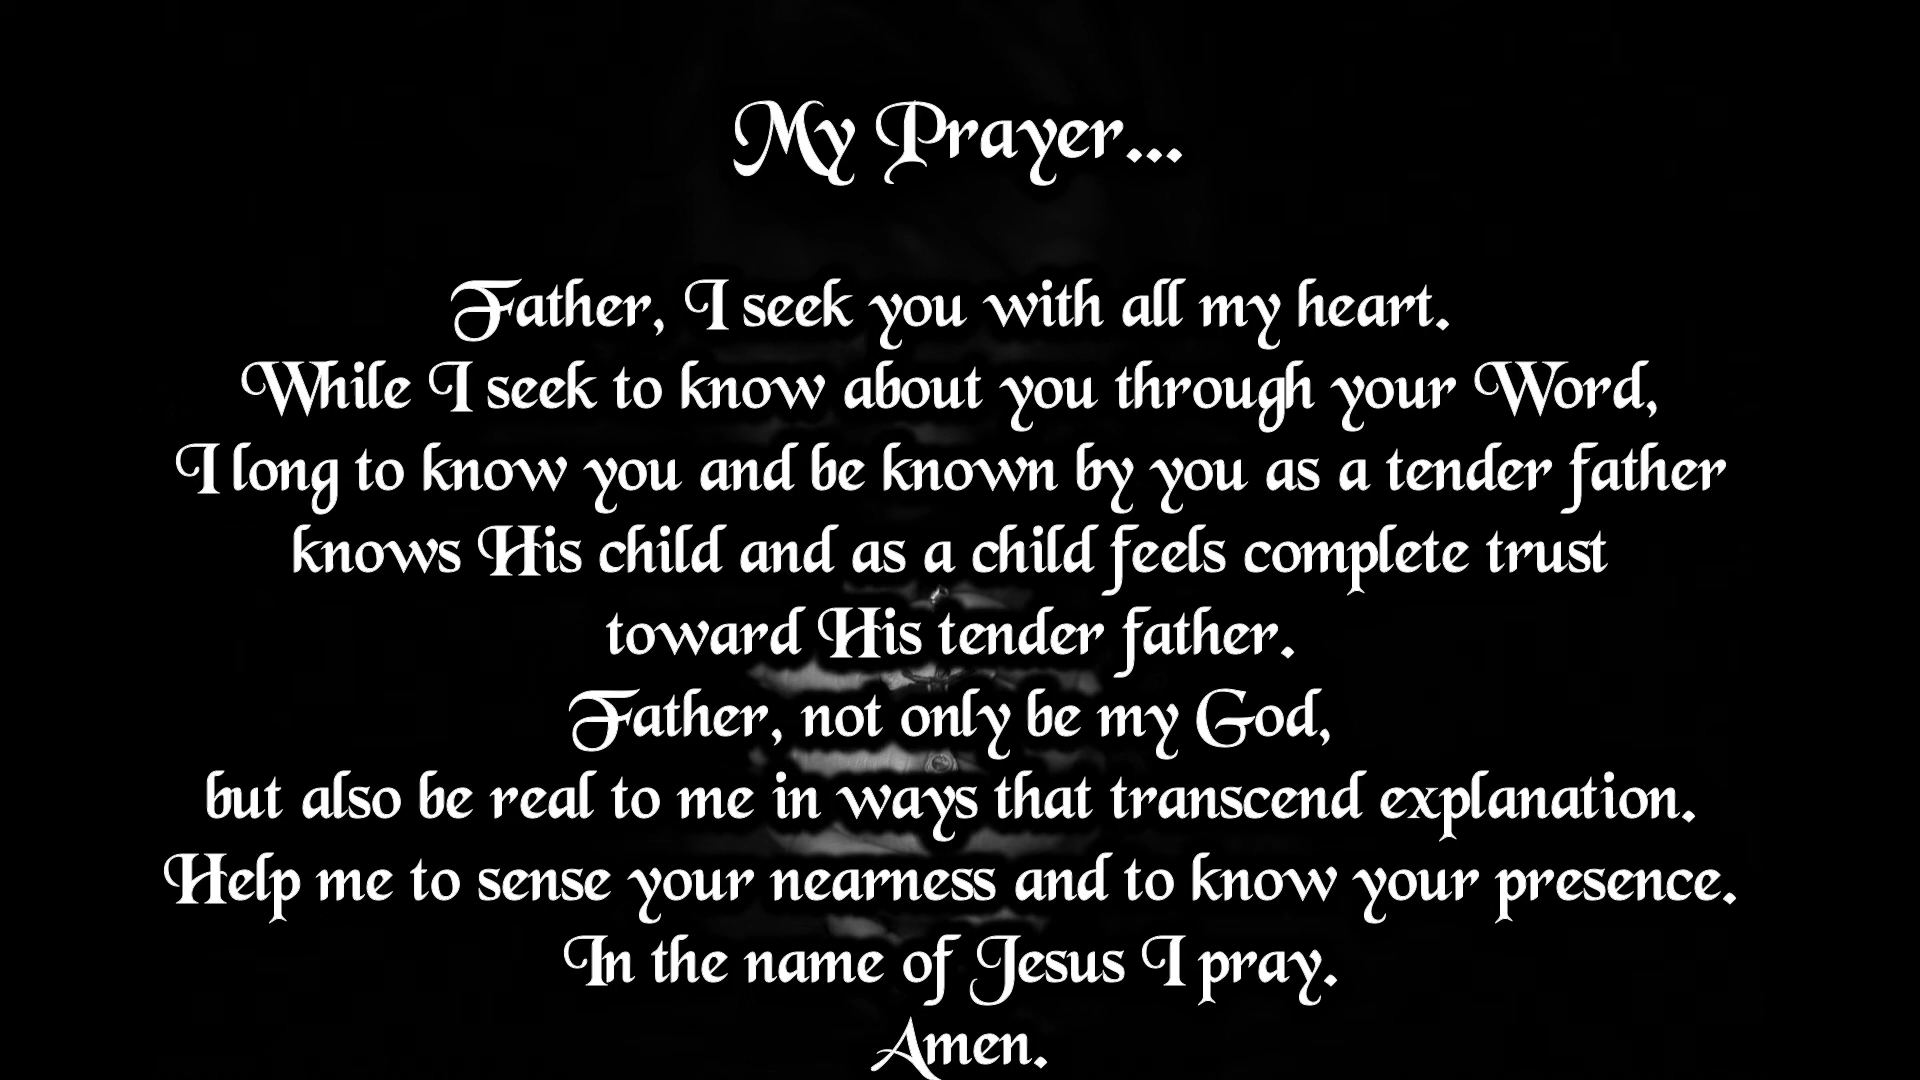 My Prayer...
Father, I seek you with all my heart.
While I seek to know about you through your Word,
I long to know you and be known by you as a tender father
knows His child and as a child feels complete trust
toward His tender father.
Father, not only be my God,
but also be real to me in ways that transcend explanation.
Help me to sense your nearness and to know your presence.
In the name of Jesus I pray.
Amen.